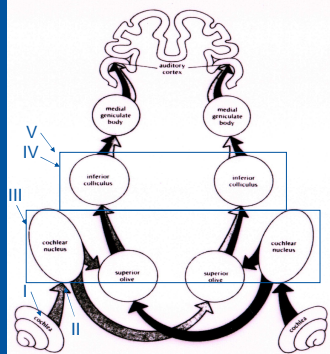 auditory
cortex
medial
geniculate
body
medial
geniculate
body
V
IV
inferior
colliculus
inferior
colliculus
III
cochlear
nucleus
cochlear
nucleus
superior
olive
superior
olive
I
II
cochlea
cochlea